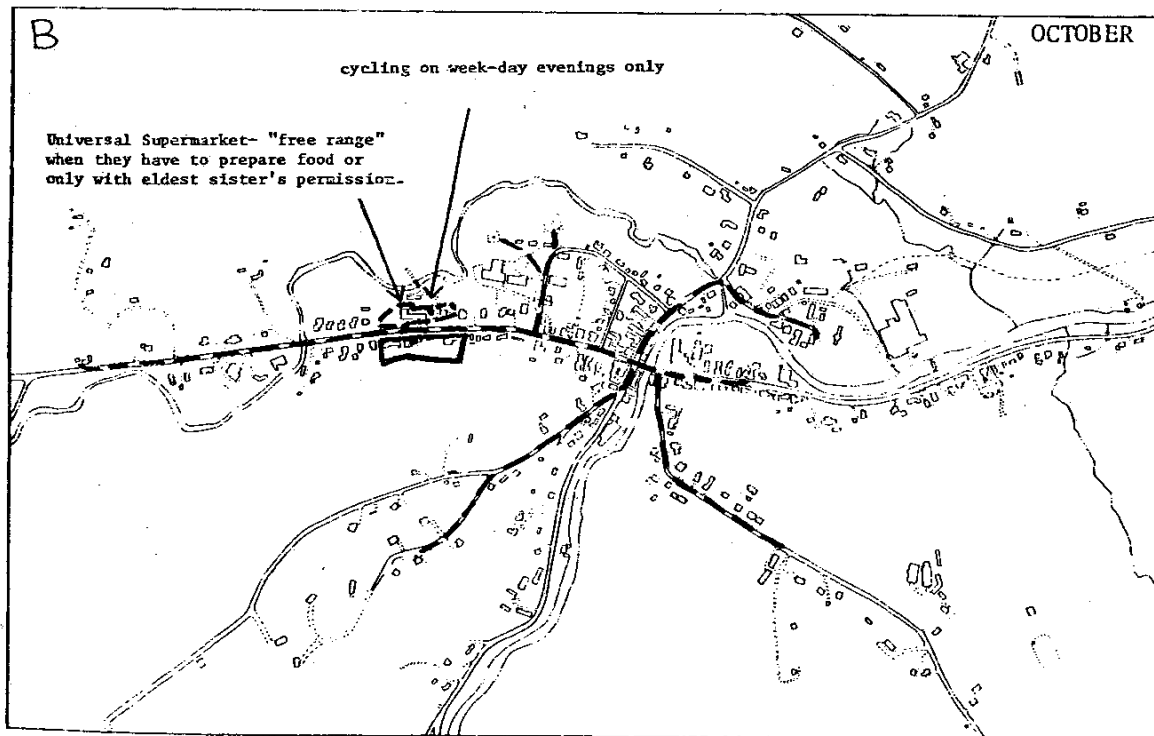 B
OCTOBER
cycling on week-day evenings only
Universal Supermarket- "free range"
when they have to prepare food or
only with eldest sister's permission.